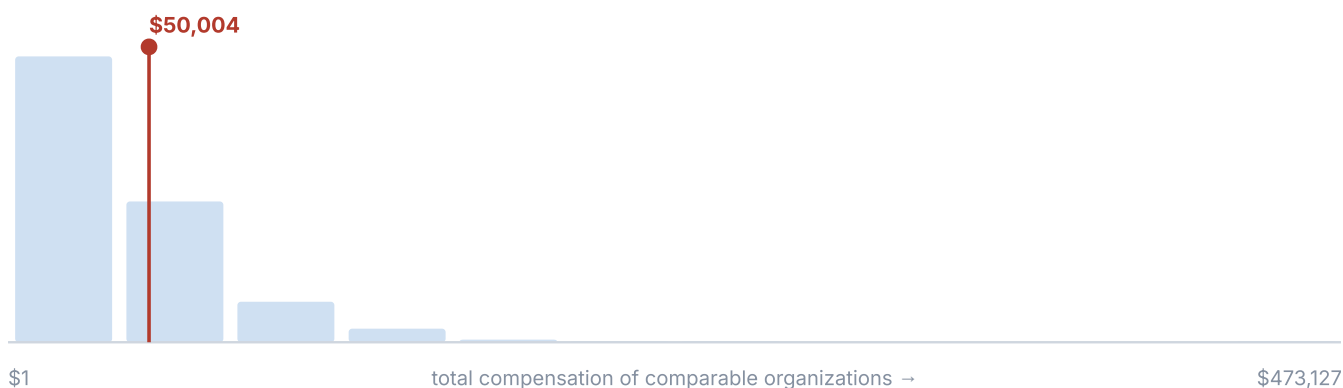 $50,004
$1 total compensation of comparable organizations → $473,127